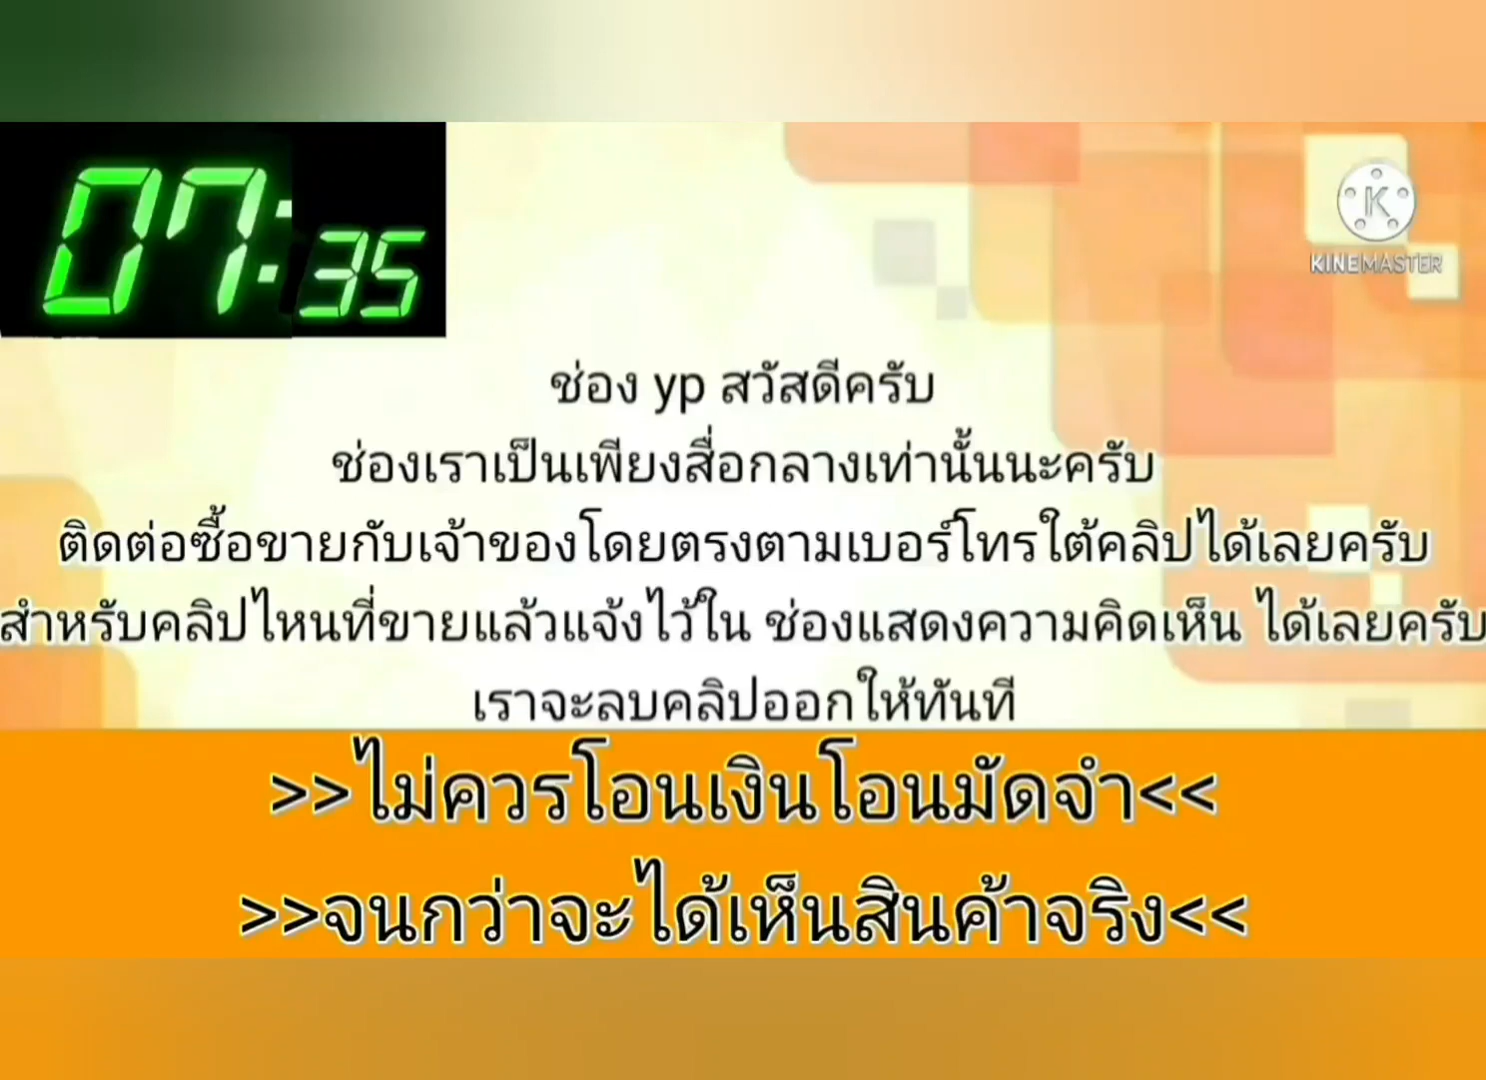 07:35
KINEMASTER
ช่อง yp สวัสดีครับ
ช่องเราเป็นเพียงสื่อกลางเท่านั้นนะครับ
ติดต่อซื้อขายกับเจ้าของโดยตรงตามเบอร์โทรใต้คลิปได้เลยครับ
สำหรับคลิปไหนที่ขายแล้วแจ้งไว้ใน ช่องแสดงความคิดเห็น ได้เลยครับ
เราจะลบคลิปออกให้ทันที
>>ไม่ควรโอนเงินโอนมัดจำ<<
>>จนกว่าจะได้เห็นสินค้าจริง<<